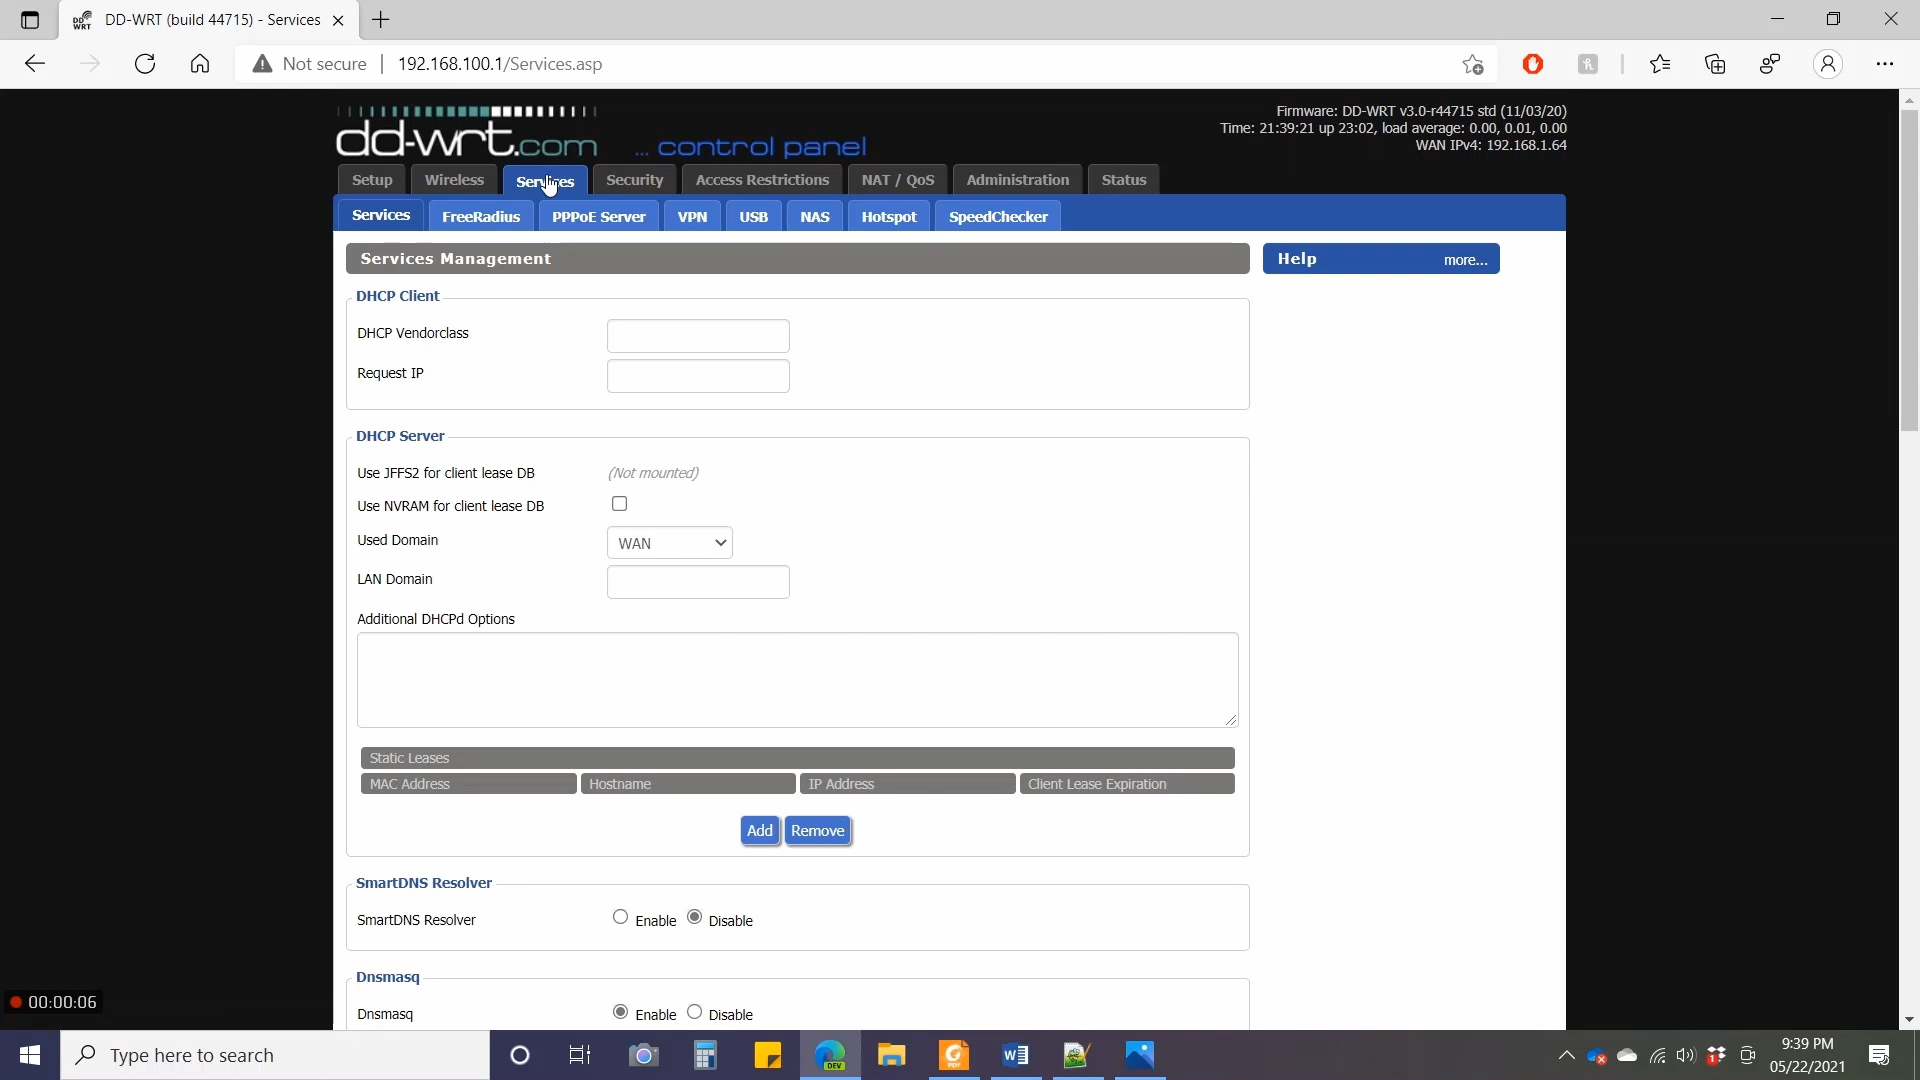 DD-WRT (build 44715) - Services
Not secure | 192.168.100.1/Services.asp
dd-wrt.com ... control panel
Firmware: DD-WRT v3.0-r44715 std (11/03/20)
Time: 21:39:21 up 23:02, load average: 0.00, 0.01, 0.00
WAN IPv4: 192.168.1.64
Setup Wireless Services Security Access Restrictions NAT / QoS Administration Status
Services FreeRadius PPPoE Server VPN USB NAS Hotspot SpeedChecker
Services Management
Help more...
DHCP Client
DHCP Vendorclass
Request IP
DHCP Server
Use JFFS2 for client lease DB (Not mounted)
Use NVRAM for client lease DB
Used Domain WAN
LAN Domain
Additional DHCPd Options
Static Leases
MAC Address Hostname IP Address Client Lease Expiration
Add Remove
SmartDNS Resolver
SmartDNS Resolver Enable Disable
Dnsmasq
Dnsmasq Enable Disable
00:00:06
Type here to search
DEV
9:39 PM
05/22/2021